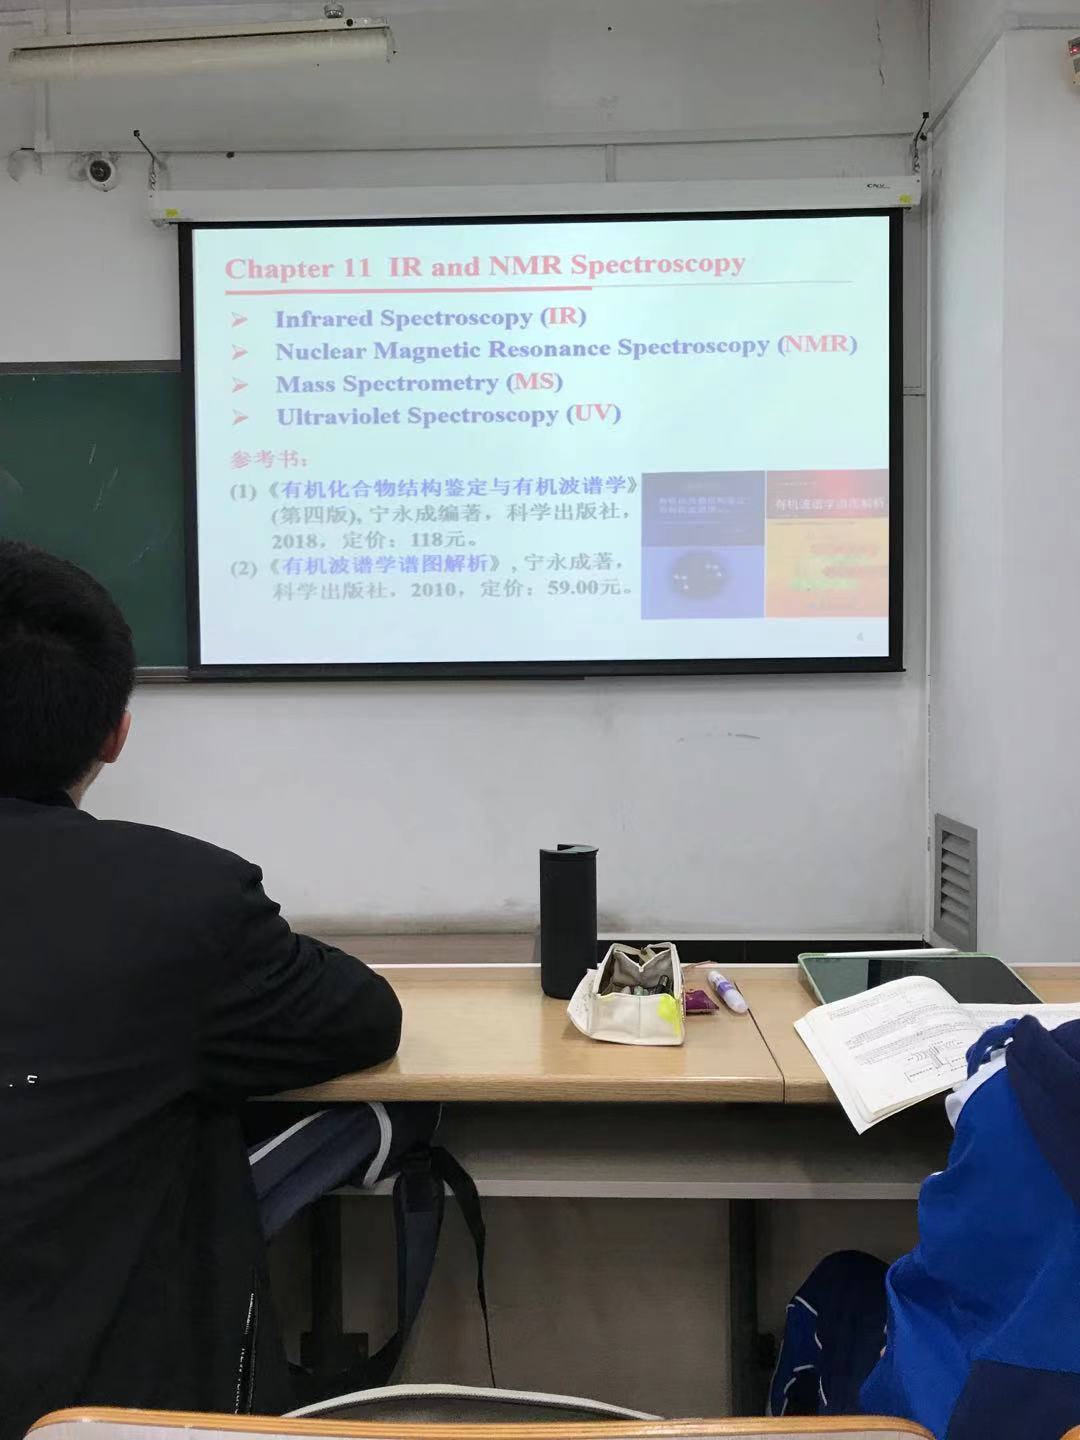 Chapter 11 IR and NMR Spectroscopy
➢ Infrared Spectroscopy (IR)
➢ Nuclear Magnetic Resonance Spectroscopy (NMR)
➢ Mass Spectrometry (MS)
➢ Ultraviolet Spectroscopy (UV)
参考书：
(1)《有机化合物结构鉴定与有机波谱学》
(第四版), 宁永成编著，科学出版社，
2018，定价：118元。
(2)《有机波谱学谱图解析》, 宁永成著，
科学出版社，2010，定价：59.00元。
有机波谱学谱图解析
4